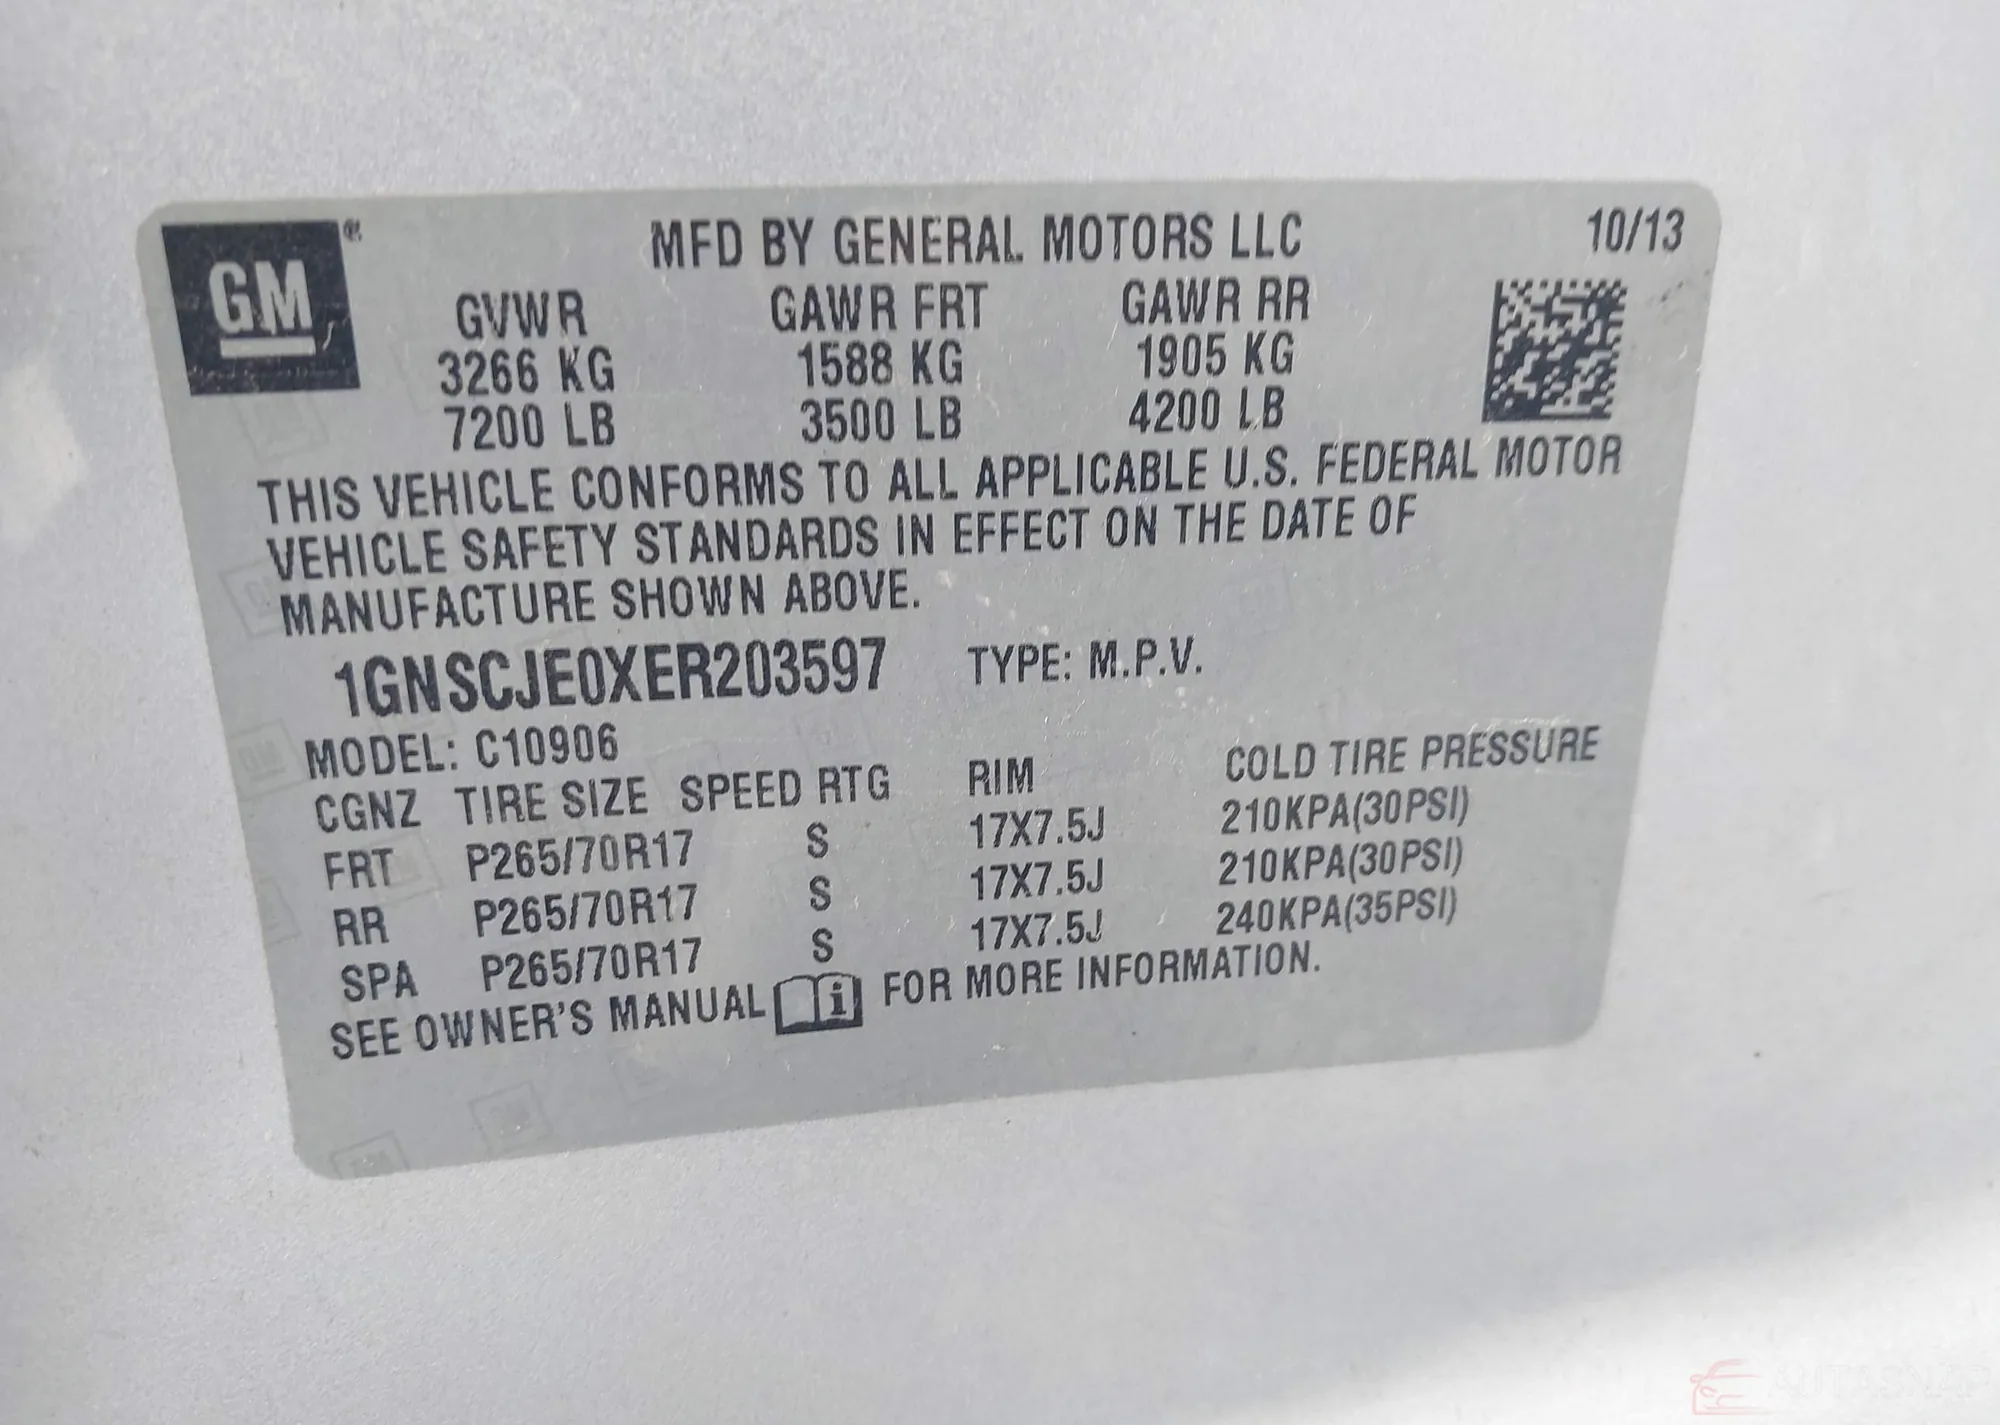 GM ®
MFD BY GENERAL MOTORS LLC 10/13
GVWR GAWR FRT GAWR RR
3266 KG 1588 KG 1905 KG
7200 LB 3500 LB 4200 LB
THIS VEHICLE CONFORMS TO ALL APPLICABLE U.S. FEDERAL MOTOR
VEHICLE SAFETY STANDARDS IN EFFECT ON THE DATE OF
MANUFACTURE SHOWN ABOVE.
1GNSCJE0XER203597 TYPE: M.P.V.
MODEL: C10906
CGNZ TIRE SIZE SPEED RTG RIM COLD TIRE PRESSURE
FRT P265/70R17 S 17X7.5J 210KPA(30PSI)
RR P265/70R17 S 17X7.5J 210KPA(30PSI)
SPA P265/70R17 S 17X7.5J 240KPA(35PSI)
SEE OWNER'S MANUAL i FOR MORE INFORMATION.
AUTASNAP